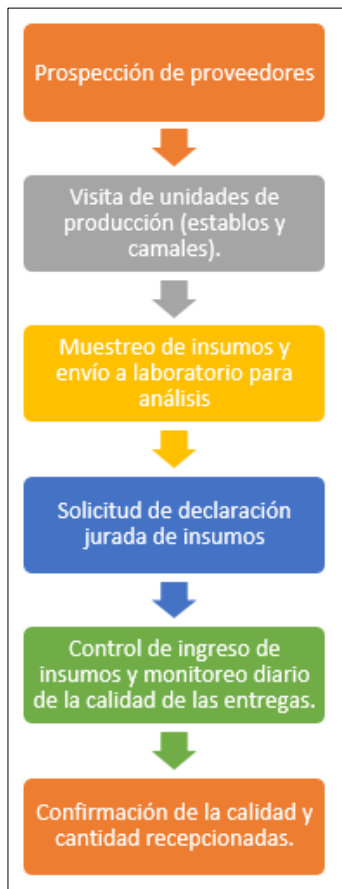 Prospección de proveedores
Visita de unidades de
producción (establos y
camales).
Muestreo de insumos y
envío a laboratorio para
análisis
Solicitud de declaración
jurada de insumos
Control de ingreso de
insumos y monitoreo diario
de la calidad de las entregas.
Confirmación de la calidad y
cantidad recepcionadas.